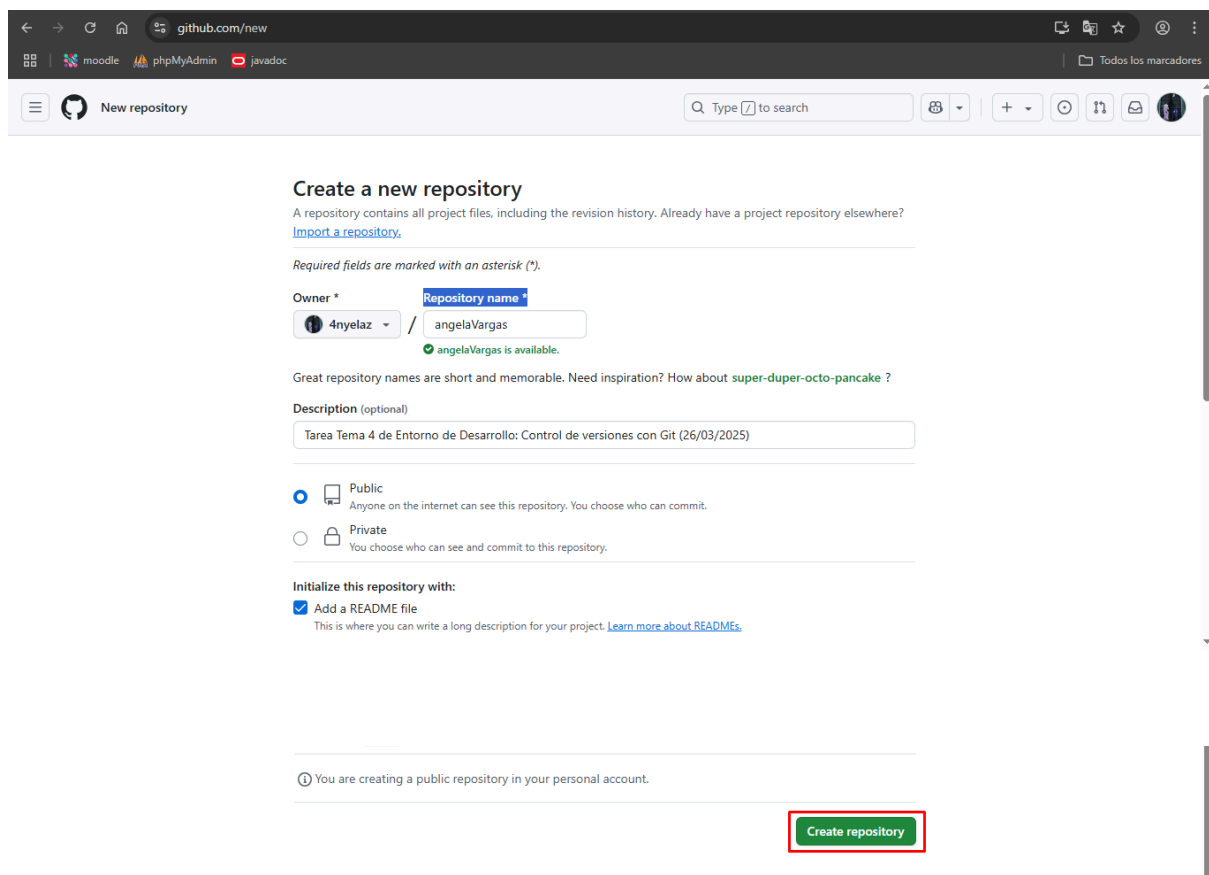 github.com/new
moodle
phpMyAdmin
javadoc
Todos los marcadores
New repository
Type / to search
Create a new repository
A repository contains all project files, including the revision history. Already have a project repository elsewhere?
Import a repository.
Required fields are marked with an asterisk (*).
Owner *
Repository name *
4nyelaz
/
angelaVargas
angelaVargas is available.
Great repository names are short and memorable. Need inspiration? How about super-duper-octo-pancake ?
Description (optional)
Tarea Tema 4 de Entorno de Desarrollo: Control de versiones con Git (26/03/2025)
Public
Anyone on the internet can see this repository. You choose who can commit.
Private
You choose who can see and commit to this repository.
Initialize this repository with:
Add a README file
This is where you can write a long description for your project. Learn more about READMEs.
You are creating a public repository in your personal account.
Create repository